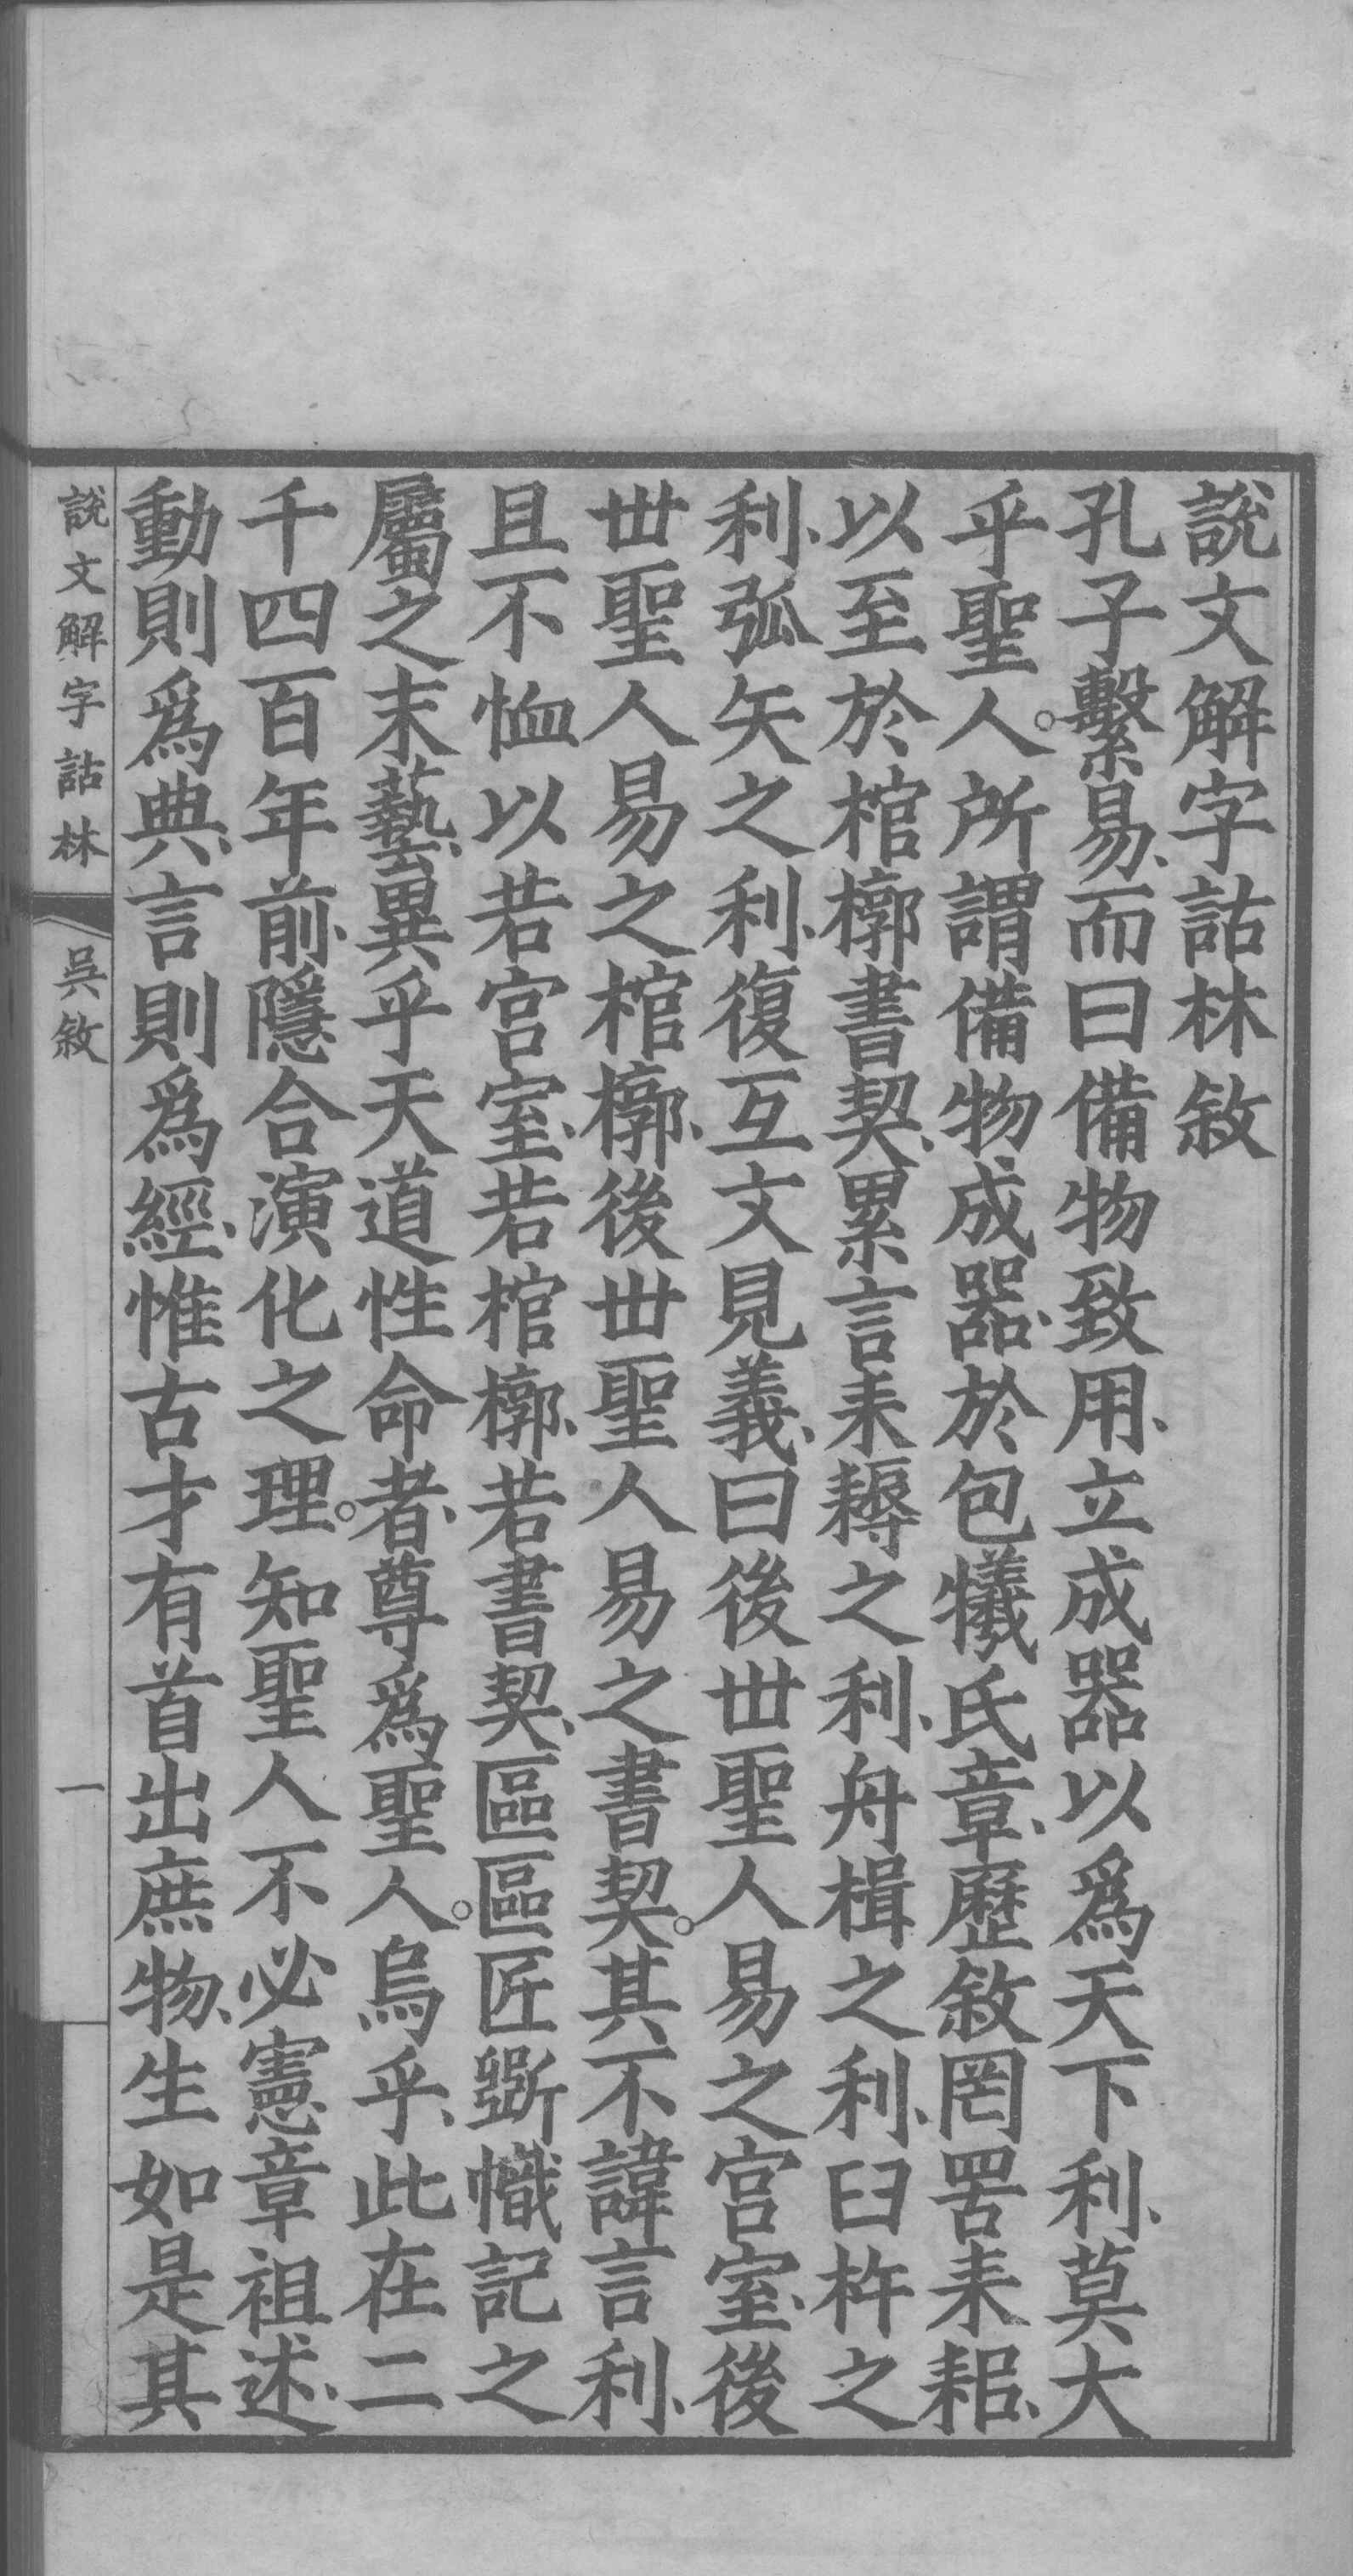 說文解字詁林敘
孔子繫易、而曰備物致用、立成器以爲天下利、莫大
乎聖人。所謂備物成器、於包犧氏章、歷敘罔罟耒耜、
以至於棺槨書契、累言耒耨之利、舟楫之利、臼杵之
利、弧矢之利、復互文見義、曰後世聖人易之宮室、後
世聖人易之棺槨、後世聖人易之書契。其不諱言利、
且不恤以若宮室、若棺槨、若書契、區區匠斲幟記之
屬之末藝、異乎天道性命者、尊爲聖人。烏乎、此在二
千四百年前、隱合演化之理。知聖人不必憲章祖述、
動則爲典、言則爲經、惟古才有首出庶物、生如是其
說文解字詁林
吳敘
一